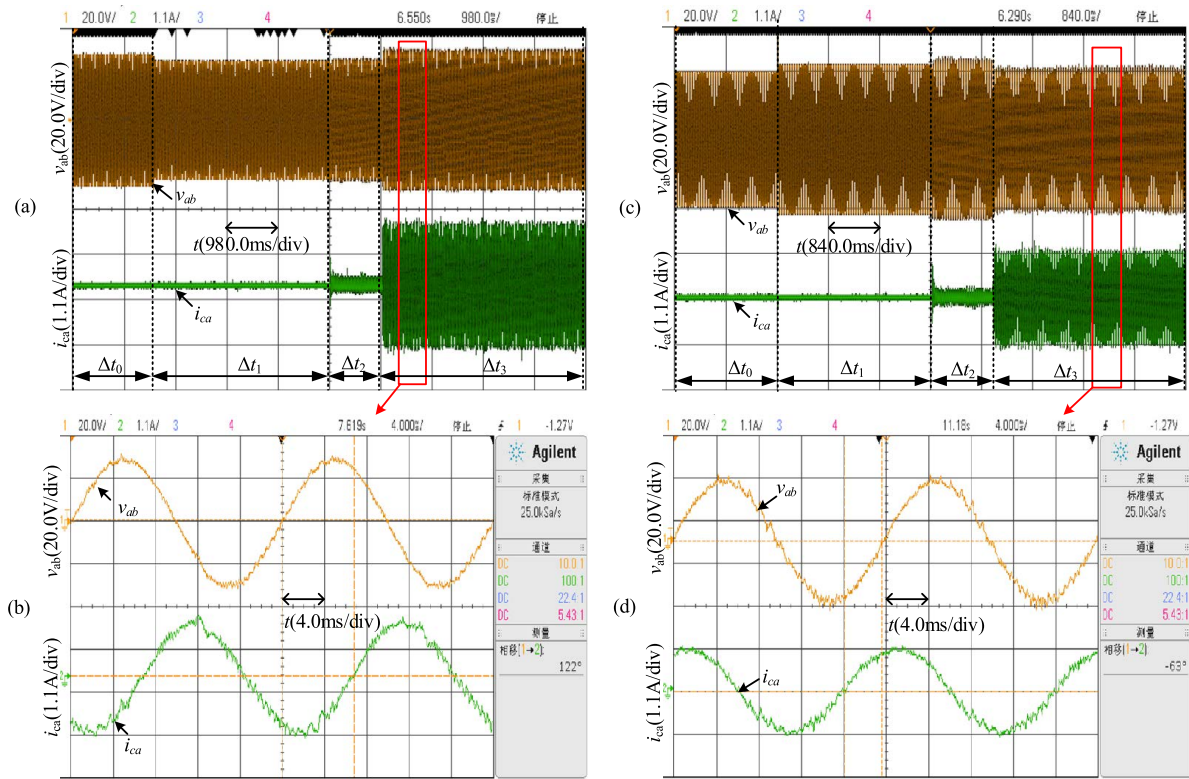 1 20.0V/ 2 1.1A/ 3 4 6.550s 980.0ms/ 停止
(a)
vab(20.0V/div)
vab
t(980.0ms/div)
ica(1.1A/div)
ica
Δt0 Δt1 Δt2 Δt3
1 20.0V/ 2 1.1A/ 3 4 6.290s 840.0ms/ 停止
(c)
vab(20.0V/div)
vab
t(840.0ms/div)
ica(1.1A/div)
ica
Δt0 Δt1 Δt2 Δt3
1 20.0V/ 2 1.1A/ 3 4 7.619s 4.000ms/ 停止 1 -1.27V
(b)
vab(20.0V/div)
vab
t(4.0ms/div)
ica(1.1A/div)
ica
Agilent
采集
标准模式
25.0kSa/s
通道
DC 10.0:1
DC 100:1
DC 22.4:1
DC 5.43:1
测量
相移(1→2):
122°
1 20.0V/ 2 1.1A/ 3 4 11.18s 4.000ms/ 停止 1 -1.27V
(d)
vab(20.0V/div)
vab
t(4.0ms/div)
ica(1.1A/div)
ica
Agilent
采集
标准模式
25.0kSa/s
通道
DC 10.0:1
DC 100:1
DC 22.4:1
DC 5.43:1
测量
相移(1→2):
-63°